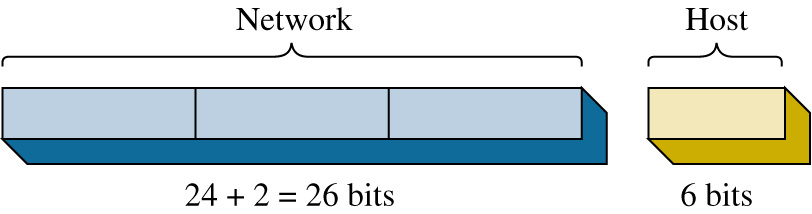 Network
Host
24 + 2 = 26 bits
6 bits